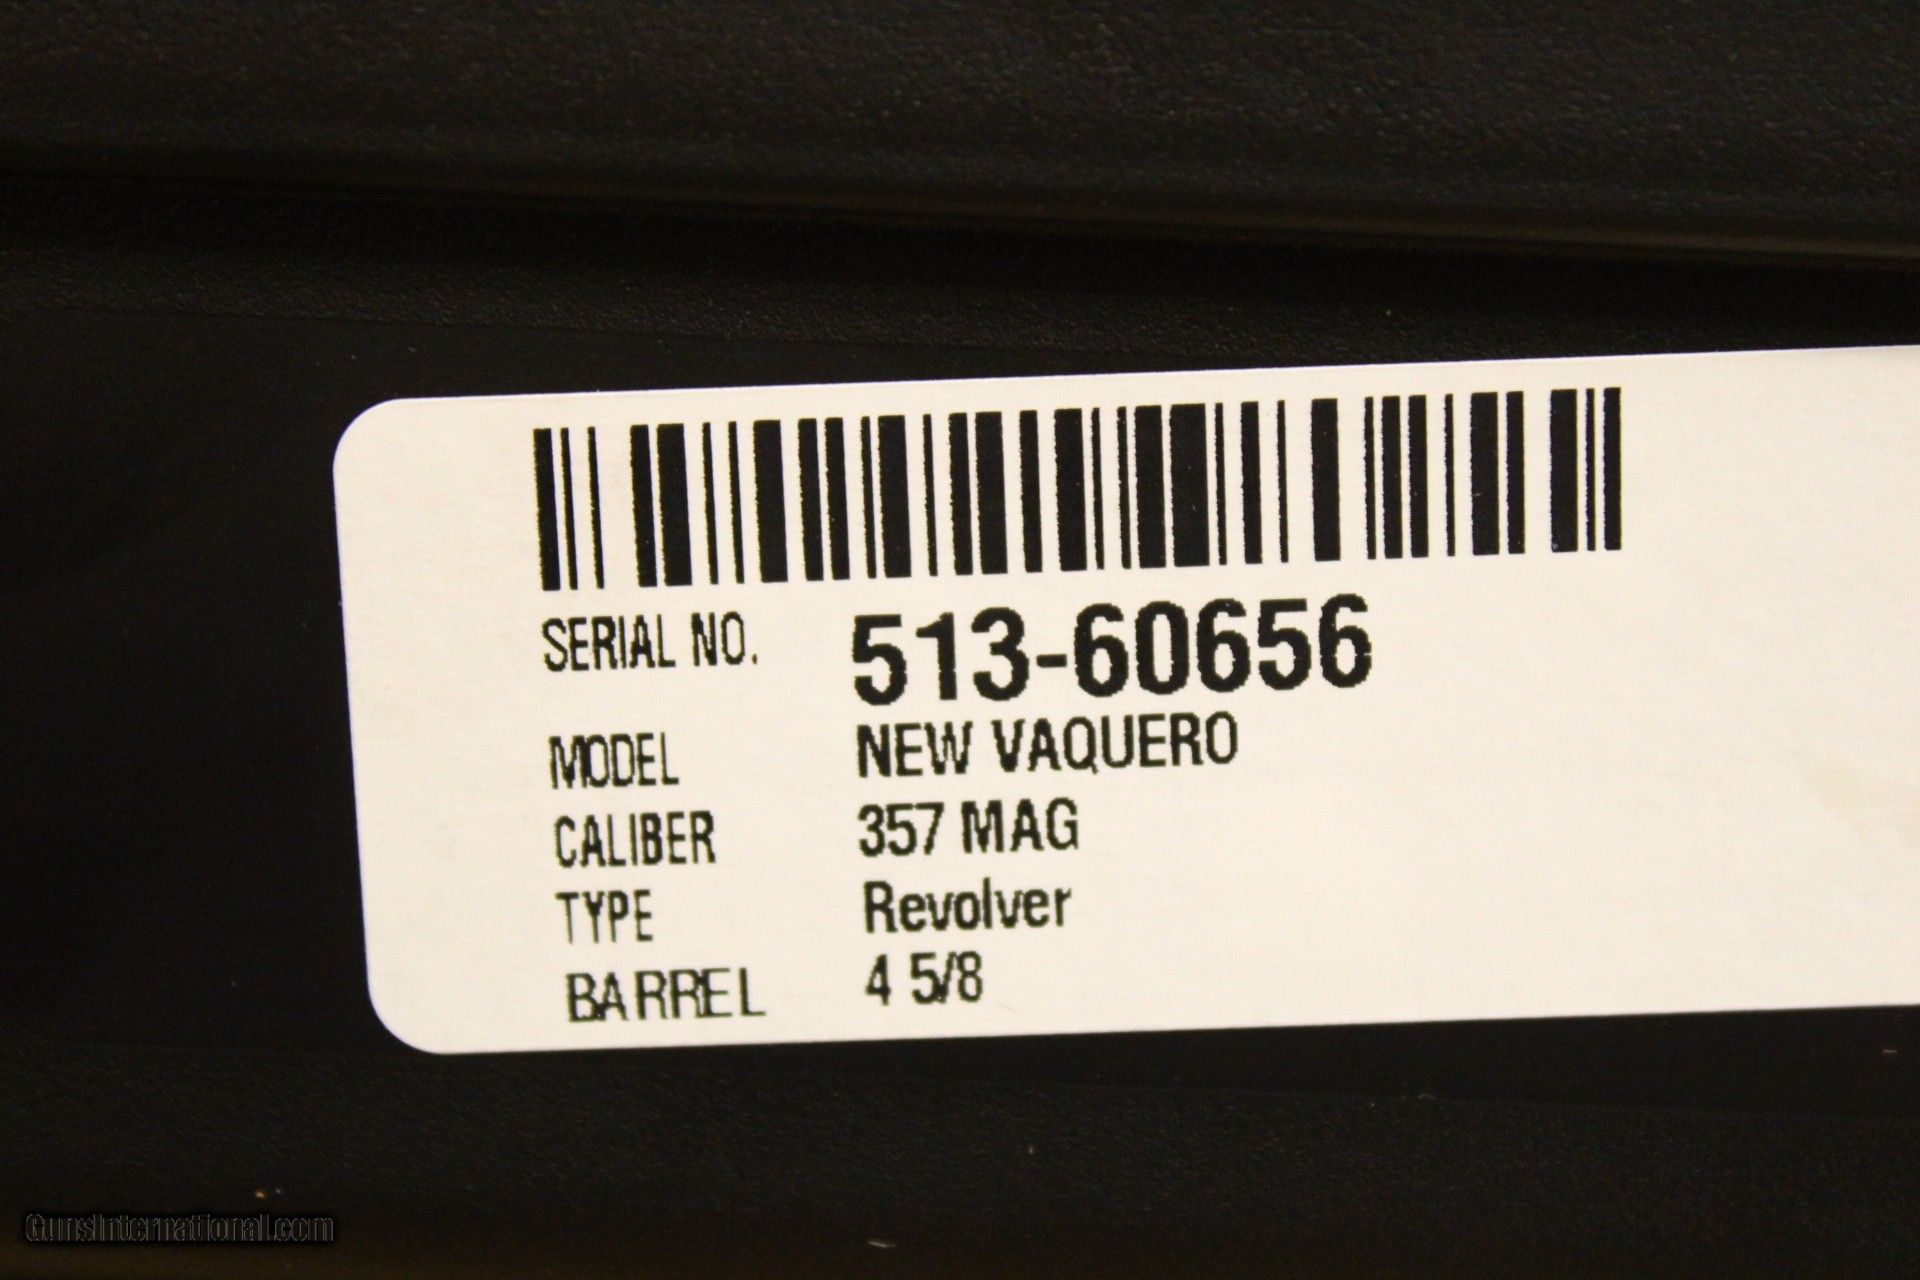 SERIAL NO. 513-60656
MODEL NEW VAQUERO
CALIBER 357 MAG
TYPE Revolver
BARREL 4 5/8
GunsInternational.com